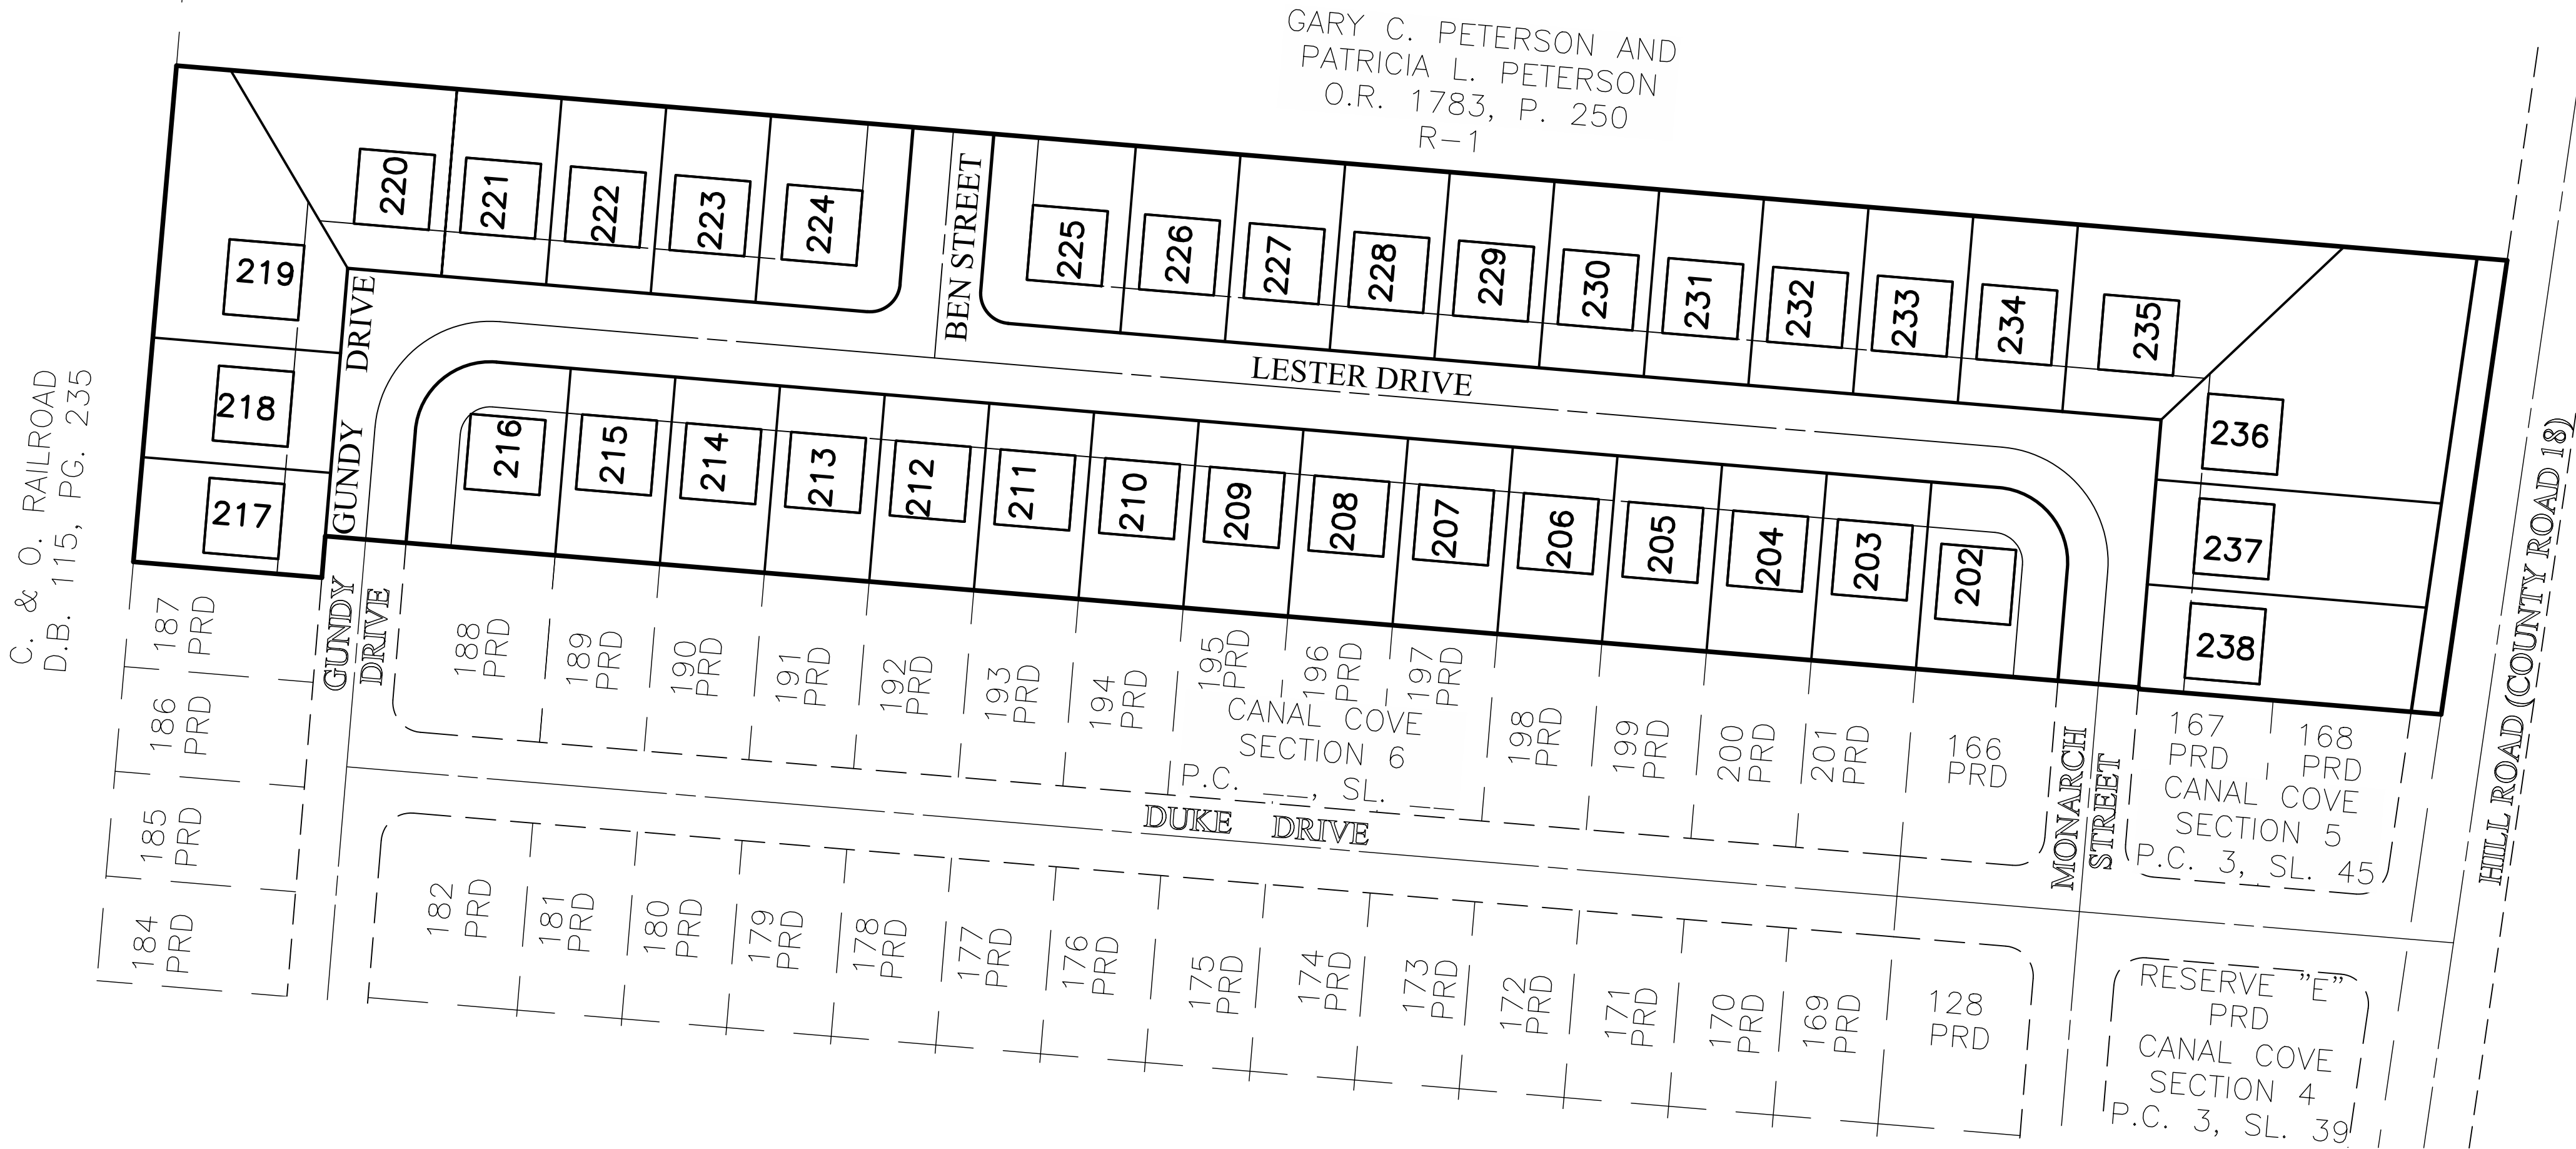 GARY C. PETERSON AND
PATRICIA L. PETERSON
O.R. 1783, P. 250
R-1
C. & O. RAILROAD
D.B. 115, PG. 235
220
221
222
223
224
BEN STREET
225
226
227
228
229
230
231
232
233
234
235
219
218
217
GUNDY DRIVE
LESTER DRIVE
236
237
238
HILL ROAD (COUNTY ROAD 18)
216
215
214
213
212
211
210
209
208
207
206
205
204
203
202
GUNDY
DRIVE
187
PRD
186
PRD
185
PRD
184
PRD
188
PRD
189
PRD
190
PRD
191
PRD
192
PRD
193
PRD
194
PRD
195
PRD
196
PRD
197
PRD
CANAL COVE
SECTION 6
P.C. __, SL. __
198
PRD
199
PRD
200
PRD
201
PRD
166
PRD
MONARCH
STREET
167
PRD
168
PRD
CANAL COVE
SECTION 5
P.C. 3, SL. 45
DUKE DRIVE
182
PRD
181
PRD
180
PRD
179
PRD
178
PRD
177
PRD
176
PRD
175
PRD
174
PRD
173
PRD
172
PRD
171
PRD
170
PRD
169
PRD
128
PRD
RESERVE "E"
PRD
CANAL COVE
SECTION 4
P.C. 3, SL. 39